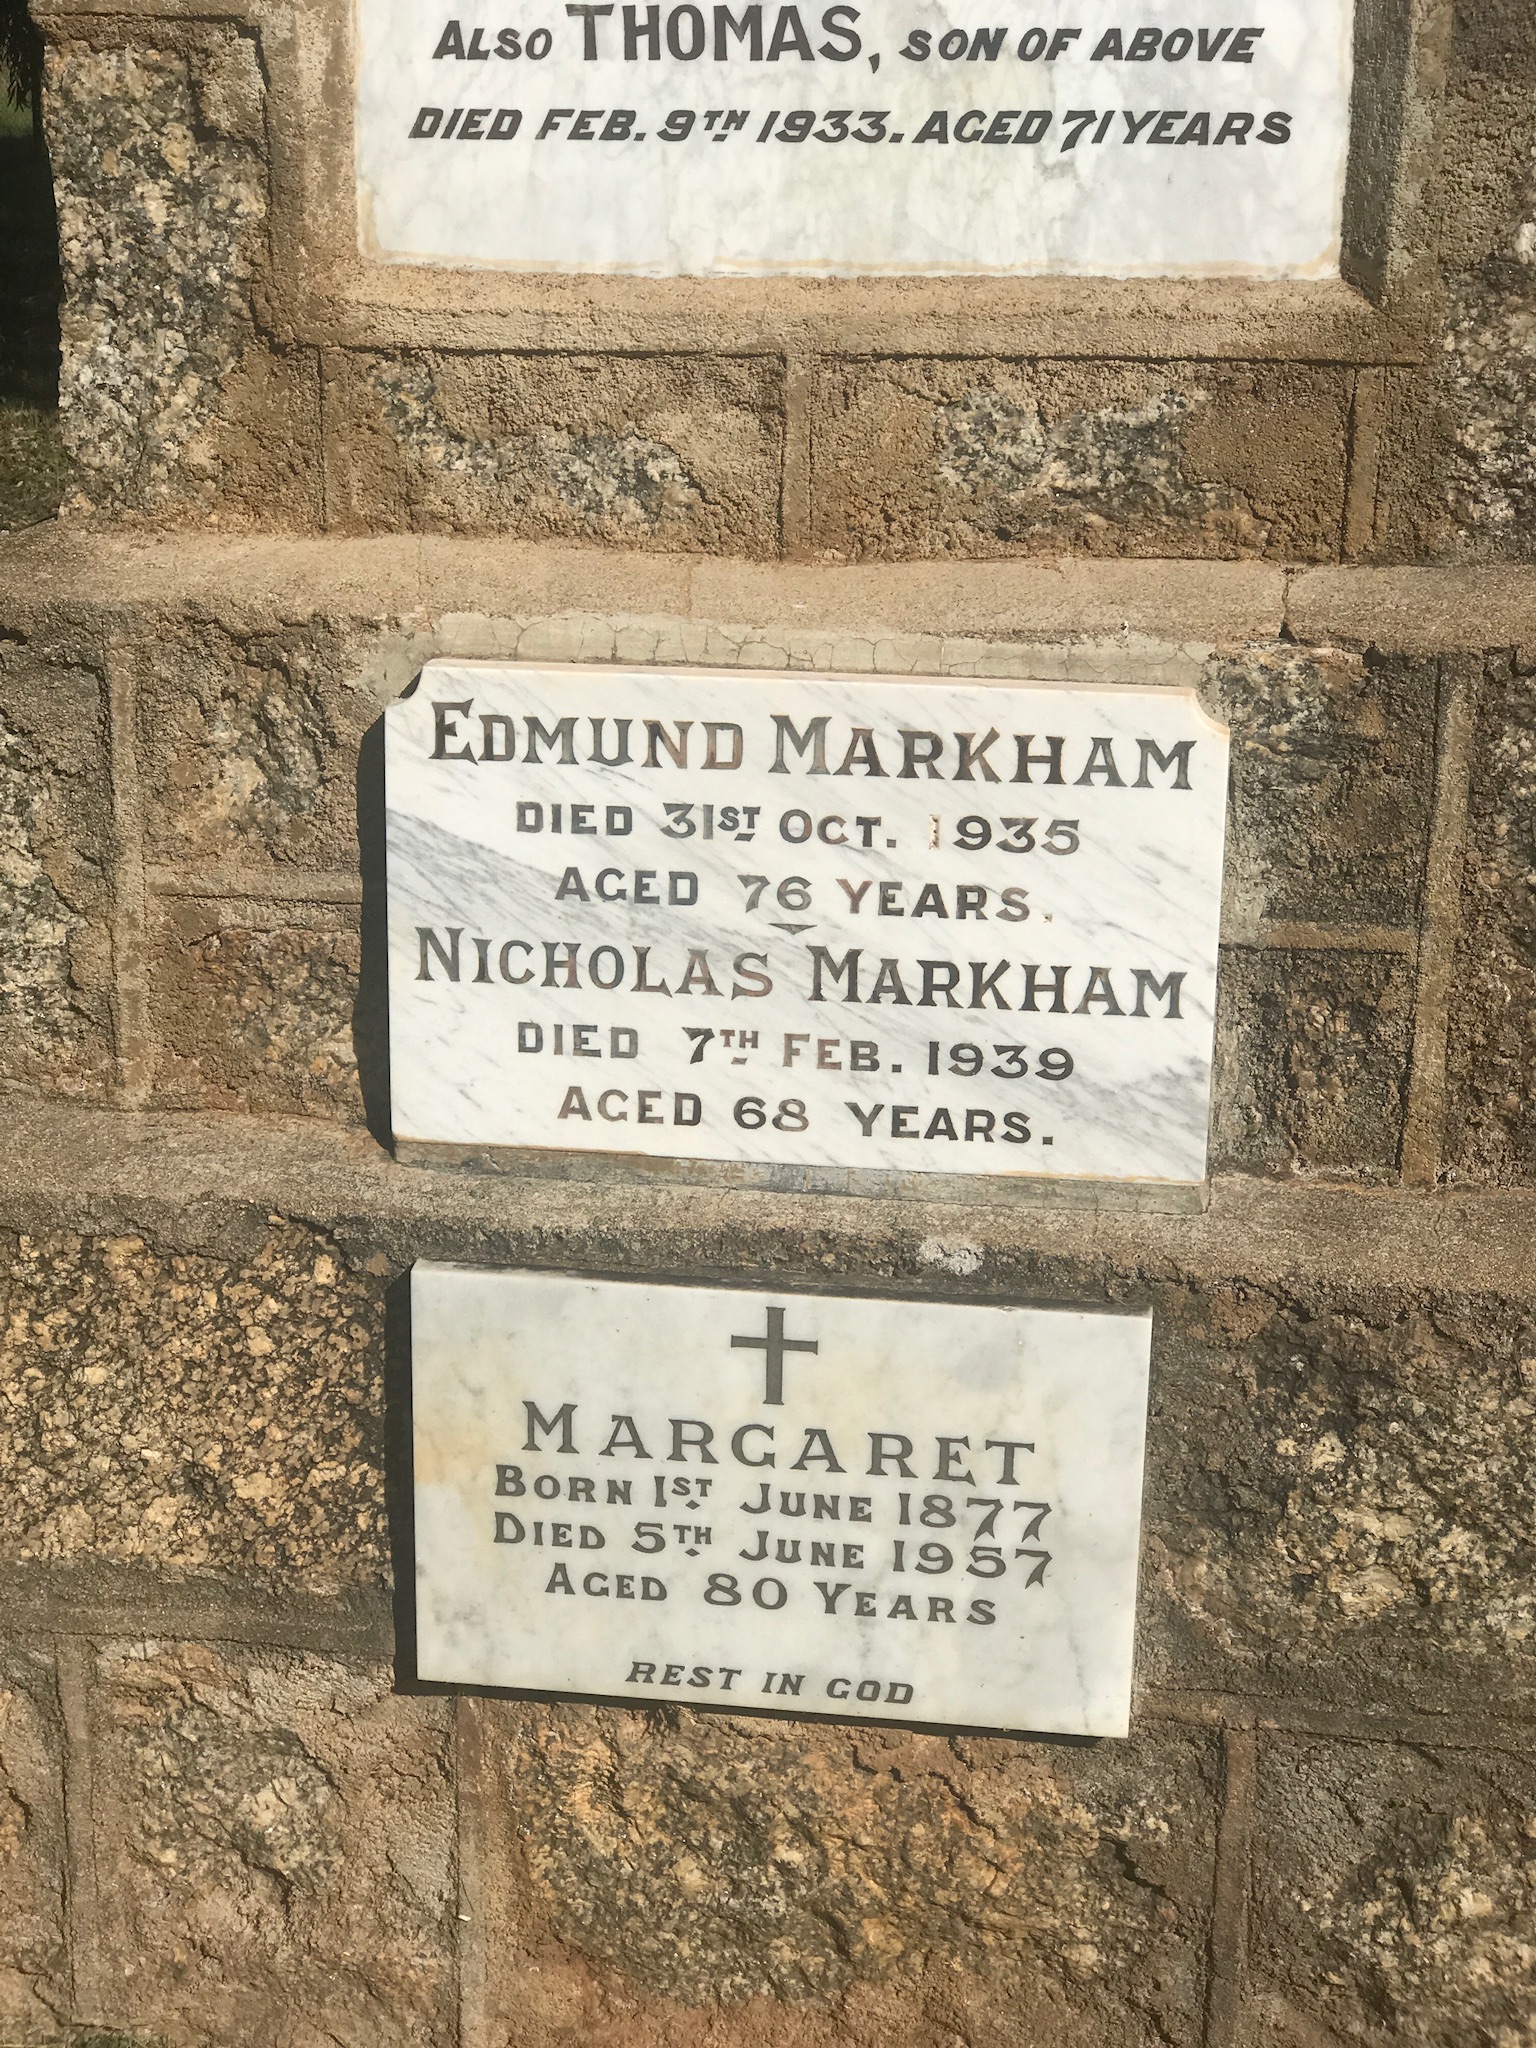 ALSO THOMAS, SON OF ABOVE
DIED FEB. 9TH 1933. AGED 71 YEARS
EDMUND MARKHAM
DIED 31ST OCT. 1935
AGED 76 YEARS.
NICHOLAS MARKHAM
DIED 7TH FEB. 1939
AGED 68 YEARS.
MARGARET
BORN 1ST JUNE 1877
DIED 5TH JUNE 1957
AGED 80 YEARS
REST IN GOD